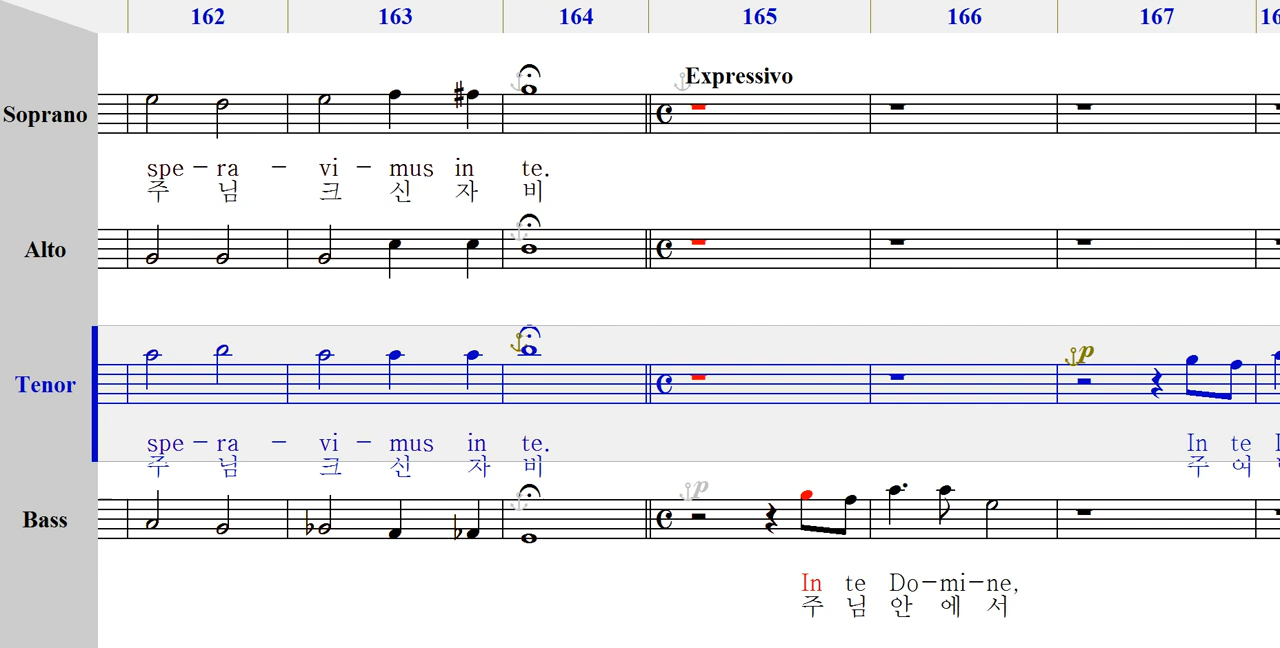 162 163 164 165 166 167
Expressivo
Soprano
spe – ra – vi – mus in te.
주 님 크 신 자 비
Alto
p
Tenor
spe – ra – vi – mus in te. In te
주 님 크 신 자 비 주 여
p
Bass
In te Do–mi–ne,
주 님 안 에 서